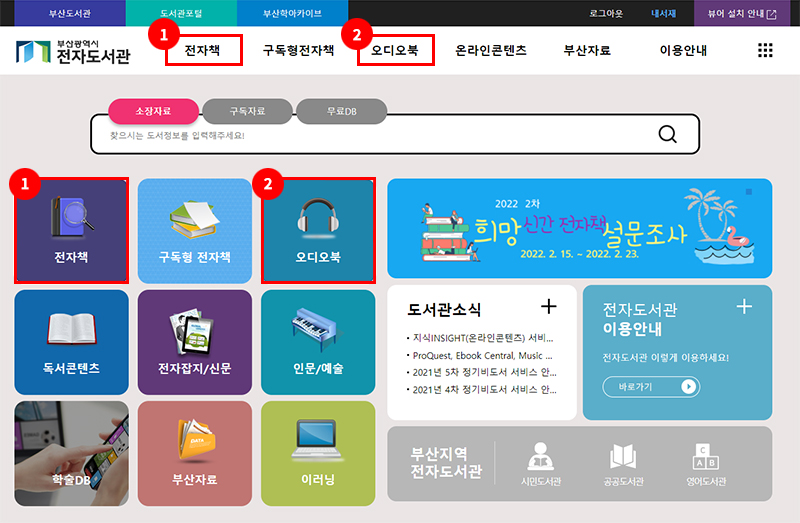 부산도서관
도서관포털
부산학아카이브
로그아웃
내서재
뷰어 설치 안내
부산광역시
전자도서관
1
전자책
구독형전자책
2
오디오북
온라인콘텐츠
부산자료
이용안내
소장자료
구독자료
무료DB
찾으시는 도서정보를 입력해주세요!
1
전자책
구독형 전자책
2
오디오북
2022 2차
희망 신간 전자책 설문조사
2022. 2. 15. ~ 2022. 2. 23.
독서콘텐츠
전자잡지/신문
인문/예술
도서관소식
• 지식INSIGHT(온라인콘텐츠) 서비...
• ProQuest, Ebook Central, Music ...
• 2021년 5차 정기비도서 서비스 안...
• 2021년 4차 정기비도서 서비스 안...
전자도서관
이용안내
전자도서관 이렇게 이용하세요!
바로가기
학술DB
DATA
부산자료
이러닝
부산지역
전자도서관
시민도서관
공공도서관
C
A B
영어도서관